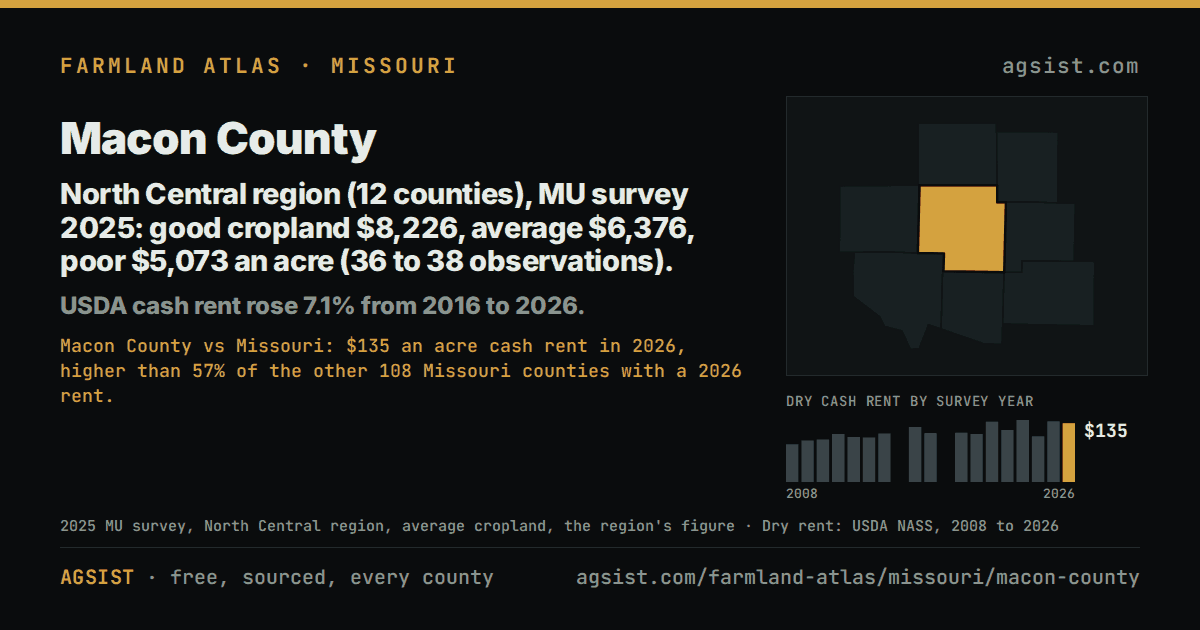 FARMLAND ATLAS · MISSOURI
agsist.com
Macon County
North Central region (12 counties), MU survey
2025: good cropland $8,226, average $6,376,
poor $5,073 an acre (36 to 38 observations).
USDA cash rent rose 7.1% from 2016 to 2026.
Macon County vs Missouri: $135 an acre cash rent in 2026,
higher than 57% of the other 108 Missouri counties with a 2026
rent.
DRY CASH RENT BY SURVEY YEAR
$135
2008
2026
2025 MU survey, North Central region, average cropland, the region's figure · Dry rent: USDA NASS, 2008 to 2026
AGSIST · free, sourced, every county
agsist.com/farmland-atlas/missouri/macon-county